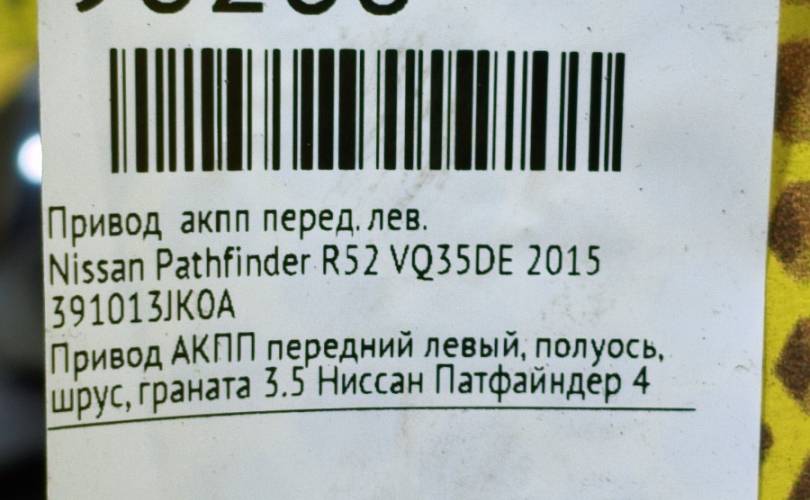 Привод акпп перед. лев.
Nissan Pathfinder R52 VQ35DE 2015
391013JK0A
Привод АКПП передний левый, полуось,
шрус, граната 3.5 Ниссан Патфайндер 4